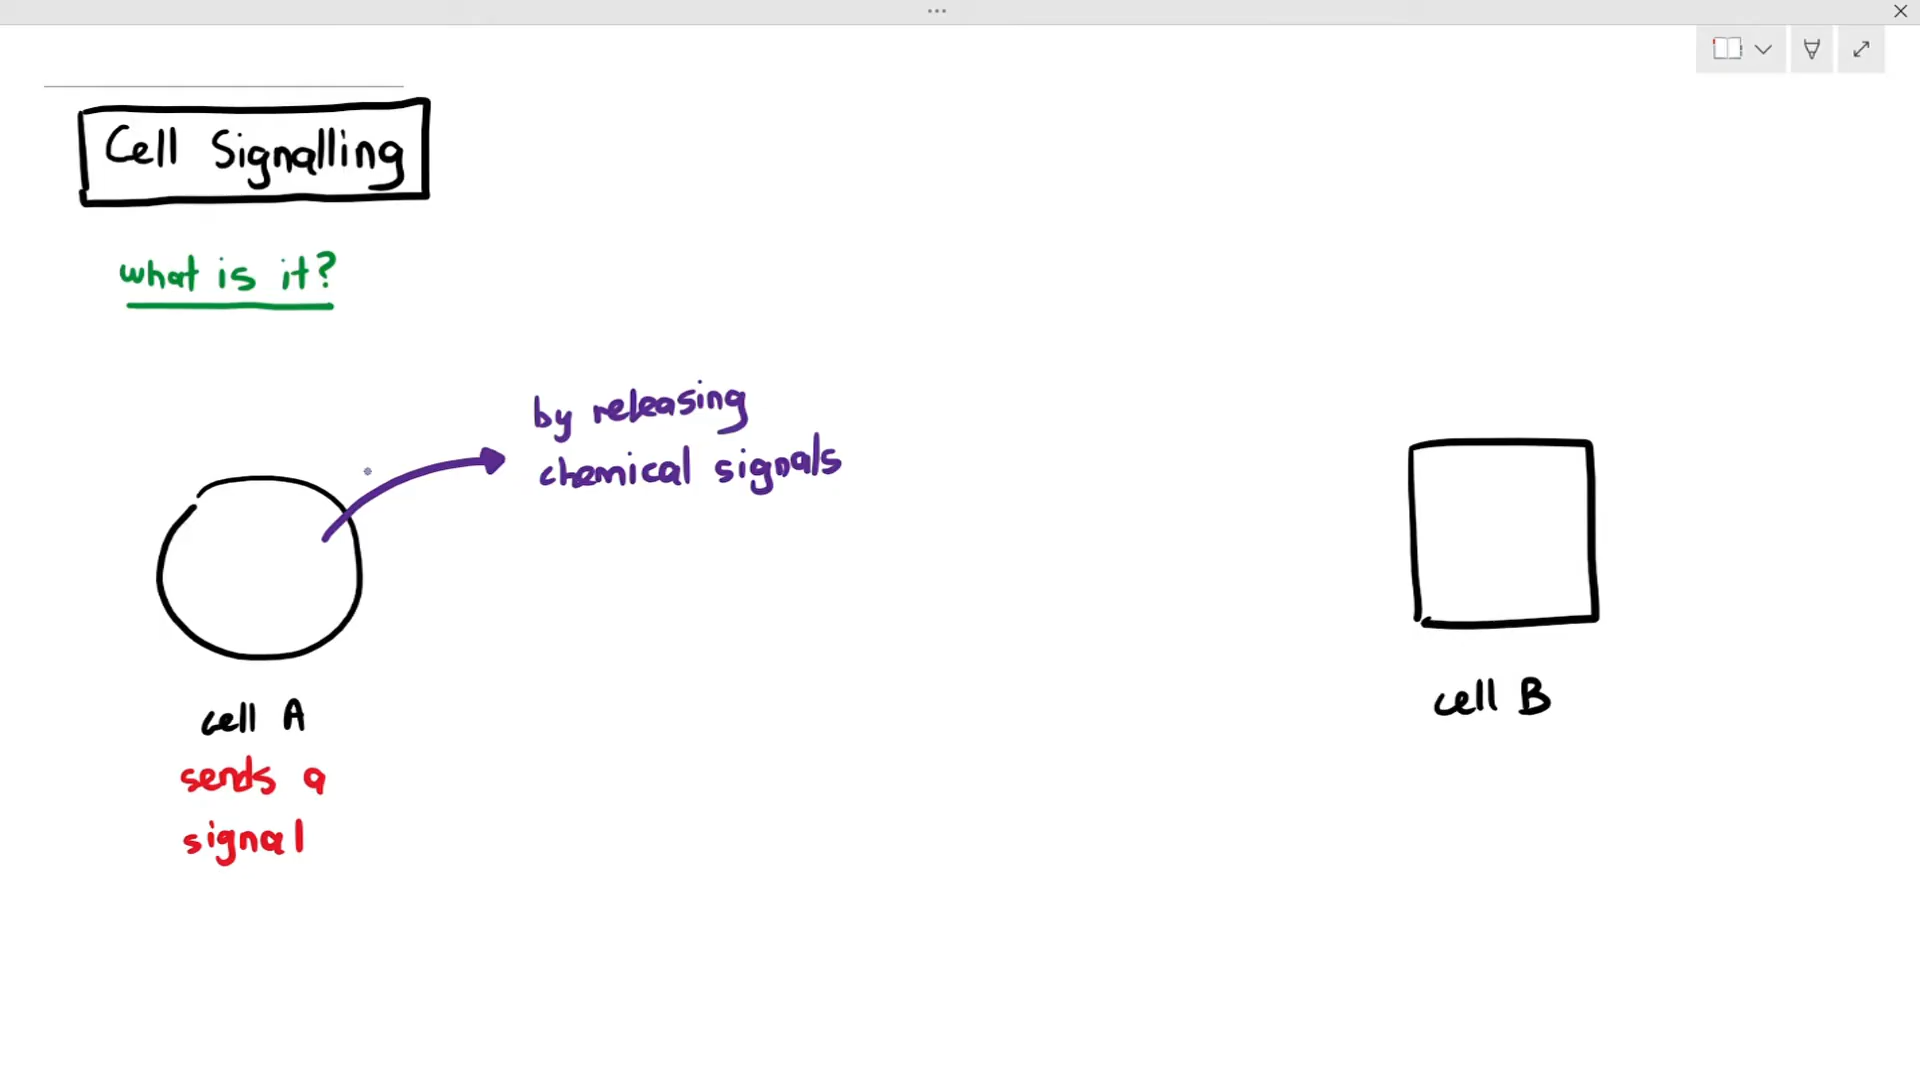 Cell Signalling
what is it?
by releasing
chemical signals
cell A
sends a
signal
cell B